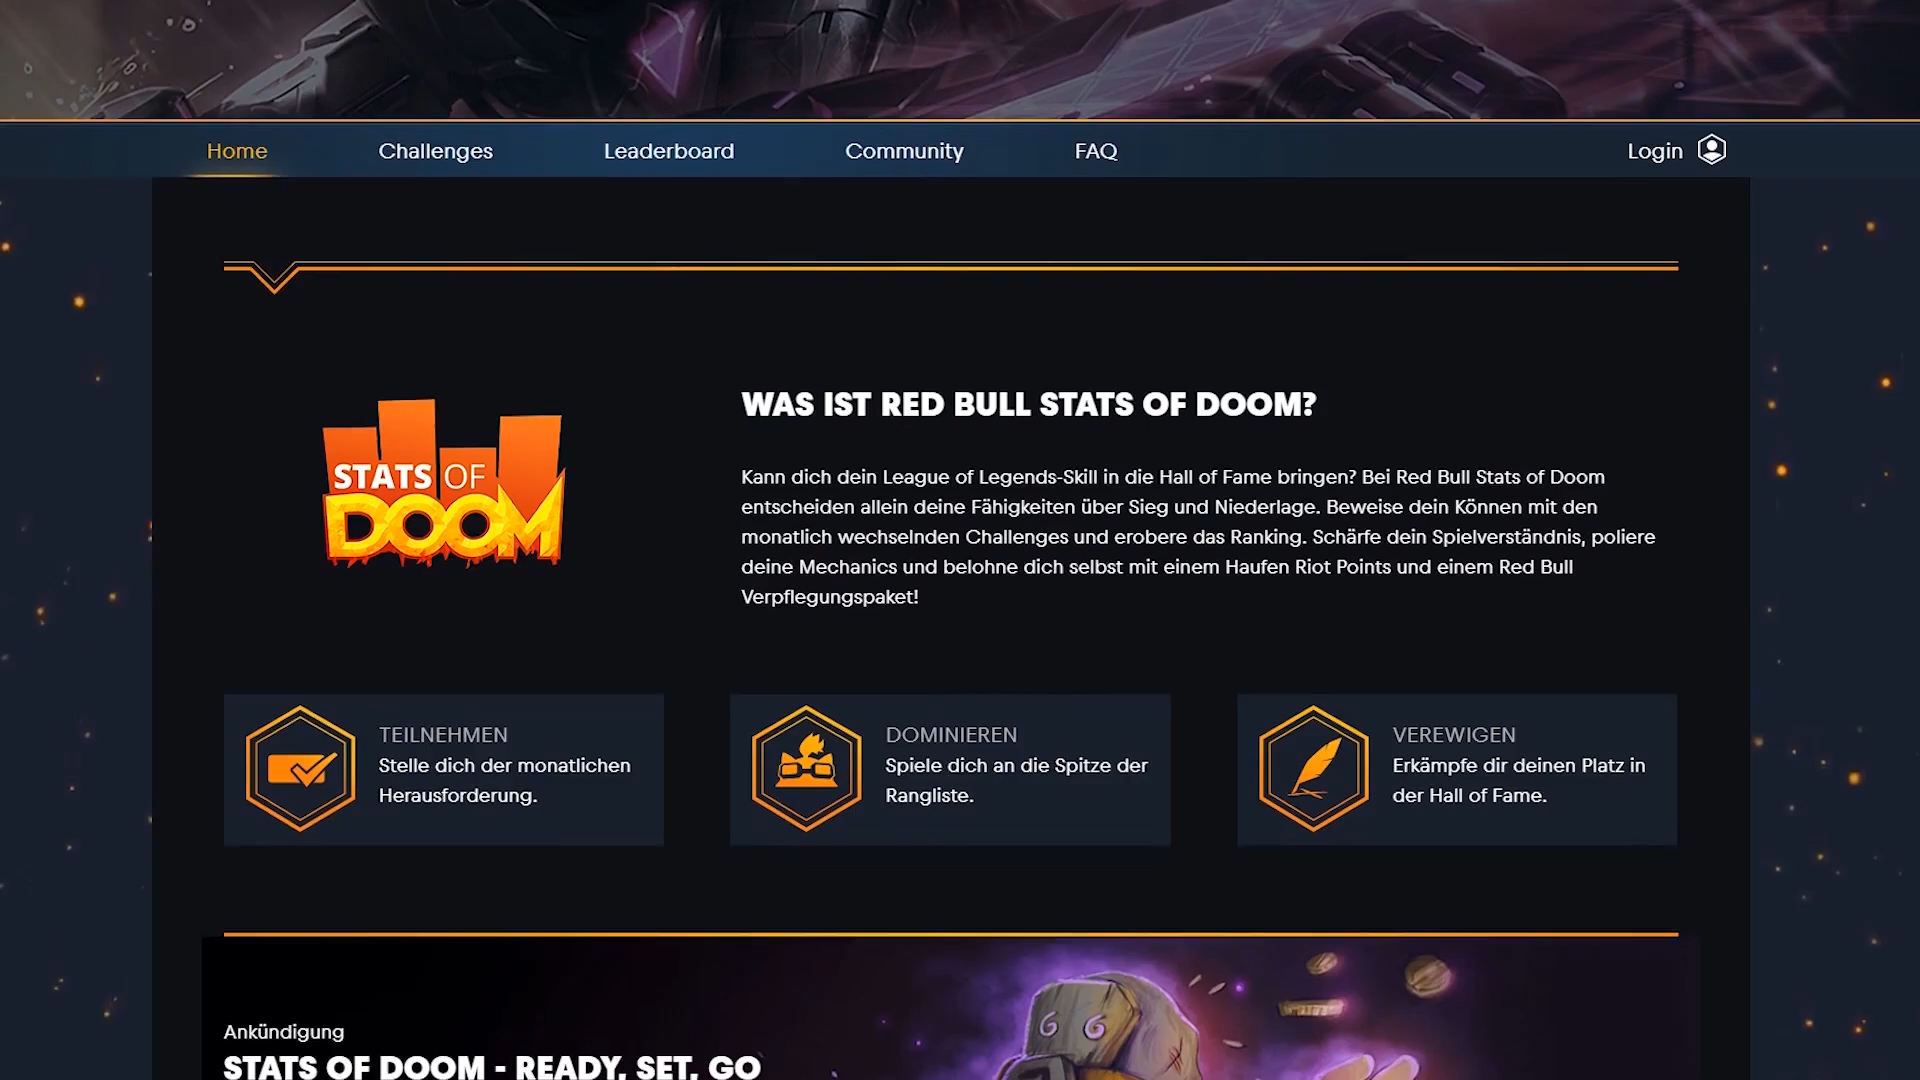 Home
Challenges
Leaderboard
Community
FAQ
Login
STATS OF
DOOM
WAS IST RED BULL STATS OF DOOM?
Kann dich dein League of Legends-Skill in die Hall of Fame bringen? Bei Red Bull Stats of Doom
entscheiden allein deine Fähigkeiten über Sieg und Niederlage. Beweise dein Können mit den
monatlich wechselnden Challenges und erobere das Ranking. Schärfe dein Spielverständnis, poliere
deine Mechanics und belohne dich selbst mit einem Haufen Riot Points und einem Red Bull
Verpflegungspaket!
TEILNEHMEN
Stelle dich der monatlichen
Herausforderung.
DOMINIEREN
Spiele dich an die Spitze der
Rangliste.
VEREWIGEN
Erkämpfe dir deinen Platz in
der Hall of Fame.
Ankündigung
STATS OF DOOM - READY, SET, GO